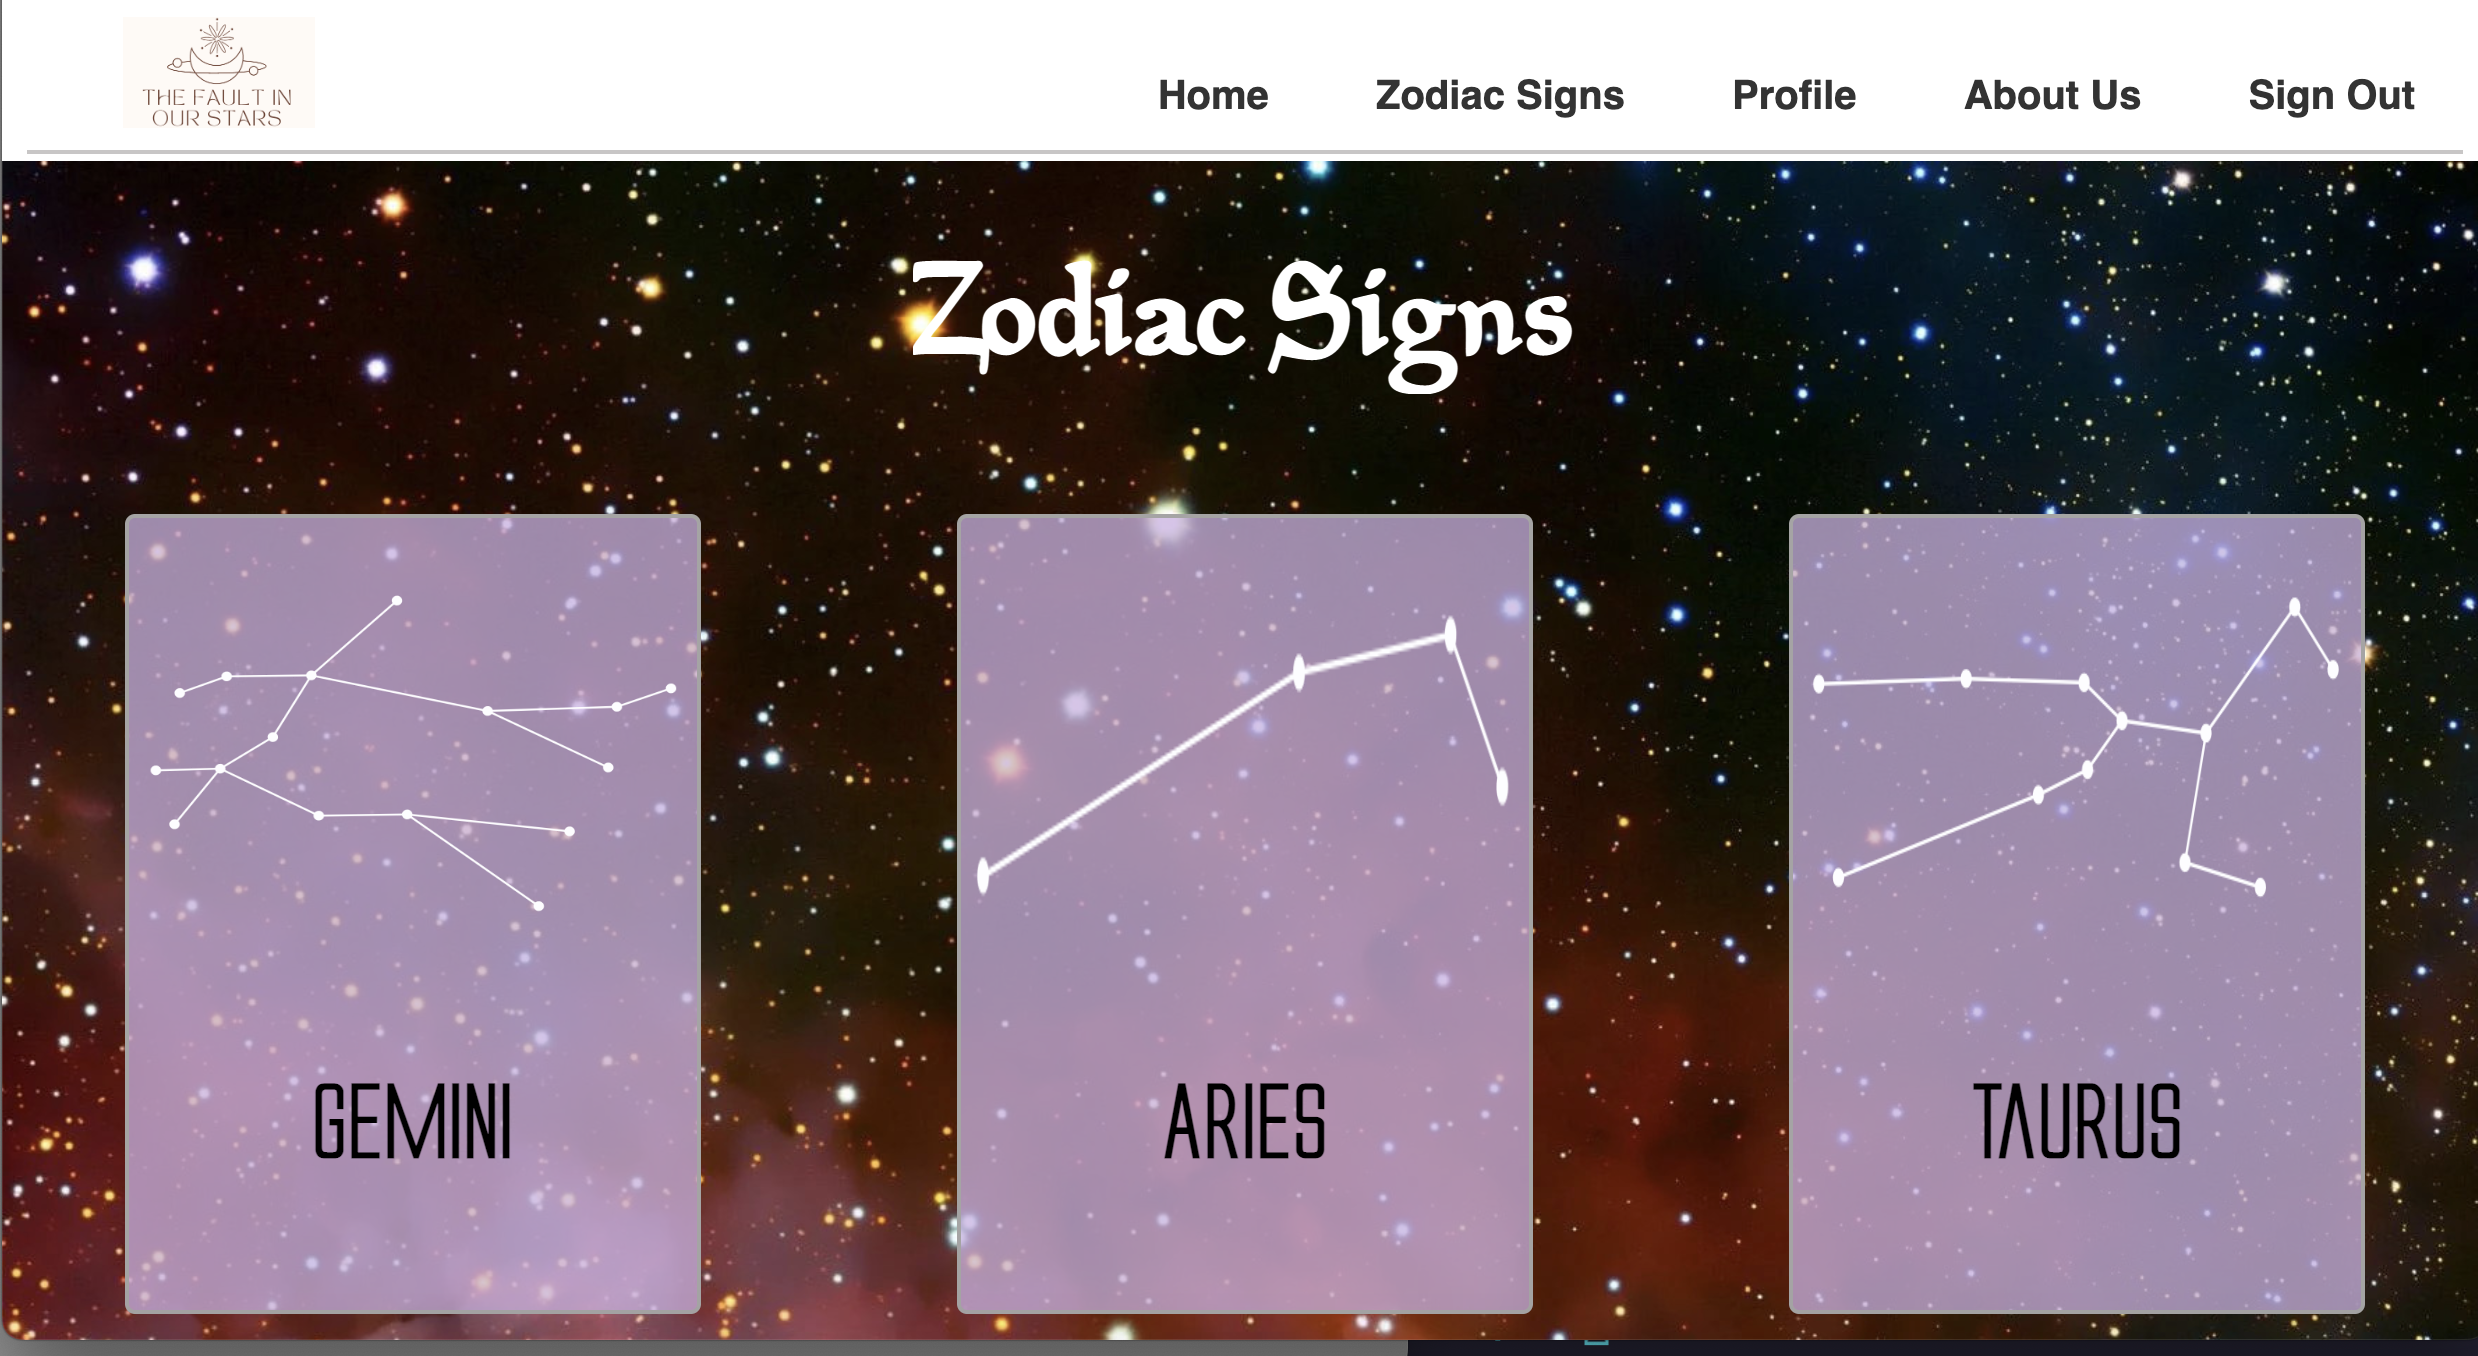 THE FAULT IN
OUR STARS
Home Zodiac Signs Profile About Us Sign Out
Zodiac Signs
GEMINI
ARIES
TAURUS